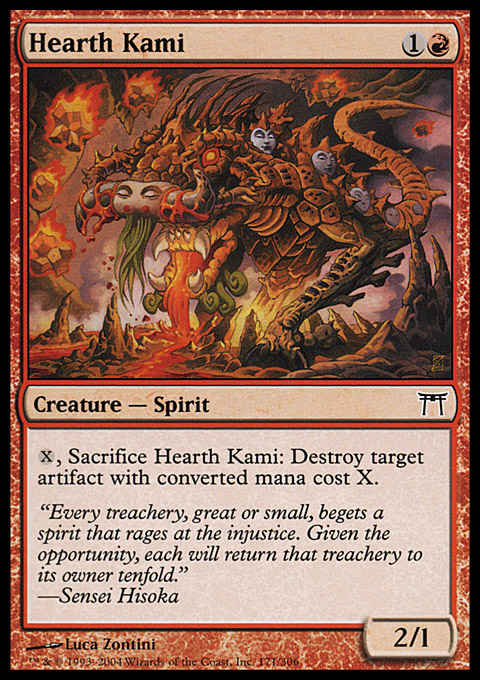 Hearth Kami 1
Creature — Spirit
X, Sacrifice Hearth Kami: Destroy target
artifact with converted mana cost X.
“Every treachery, great or small, begets a
spirit that rages at the injustice. Given the
opportunity, each will return that treachery to
its owner tenfold.”
—Sensei Hisoka
2/1
Luca Zontini
™ & © 1993–2004 Wizards of the Coast, Inc. 171/306